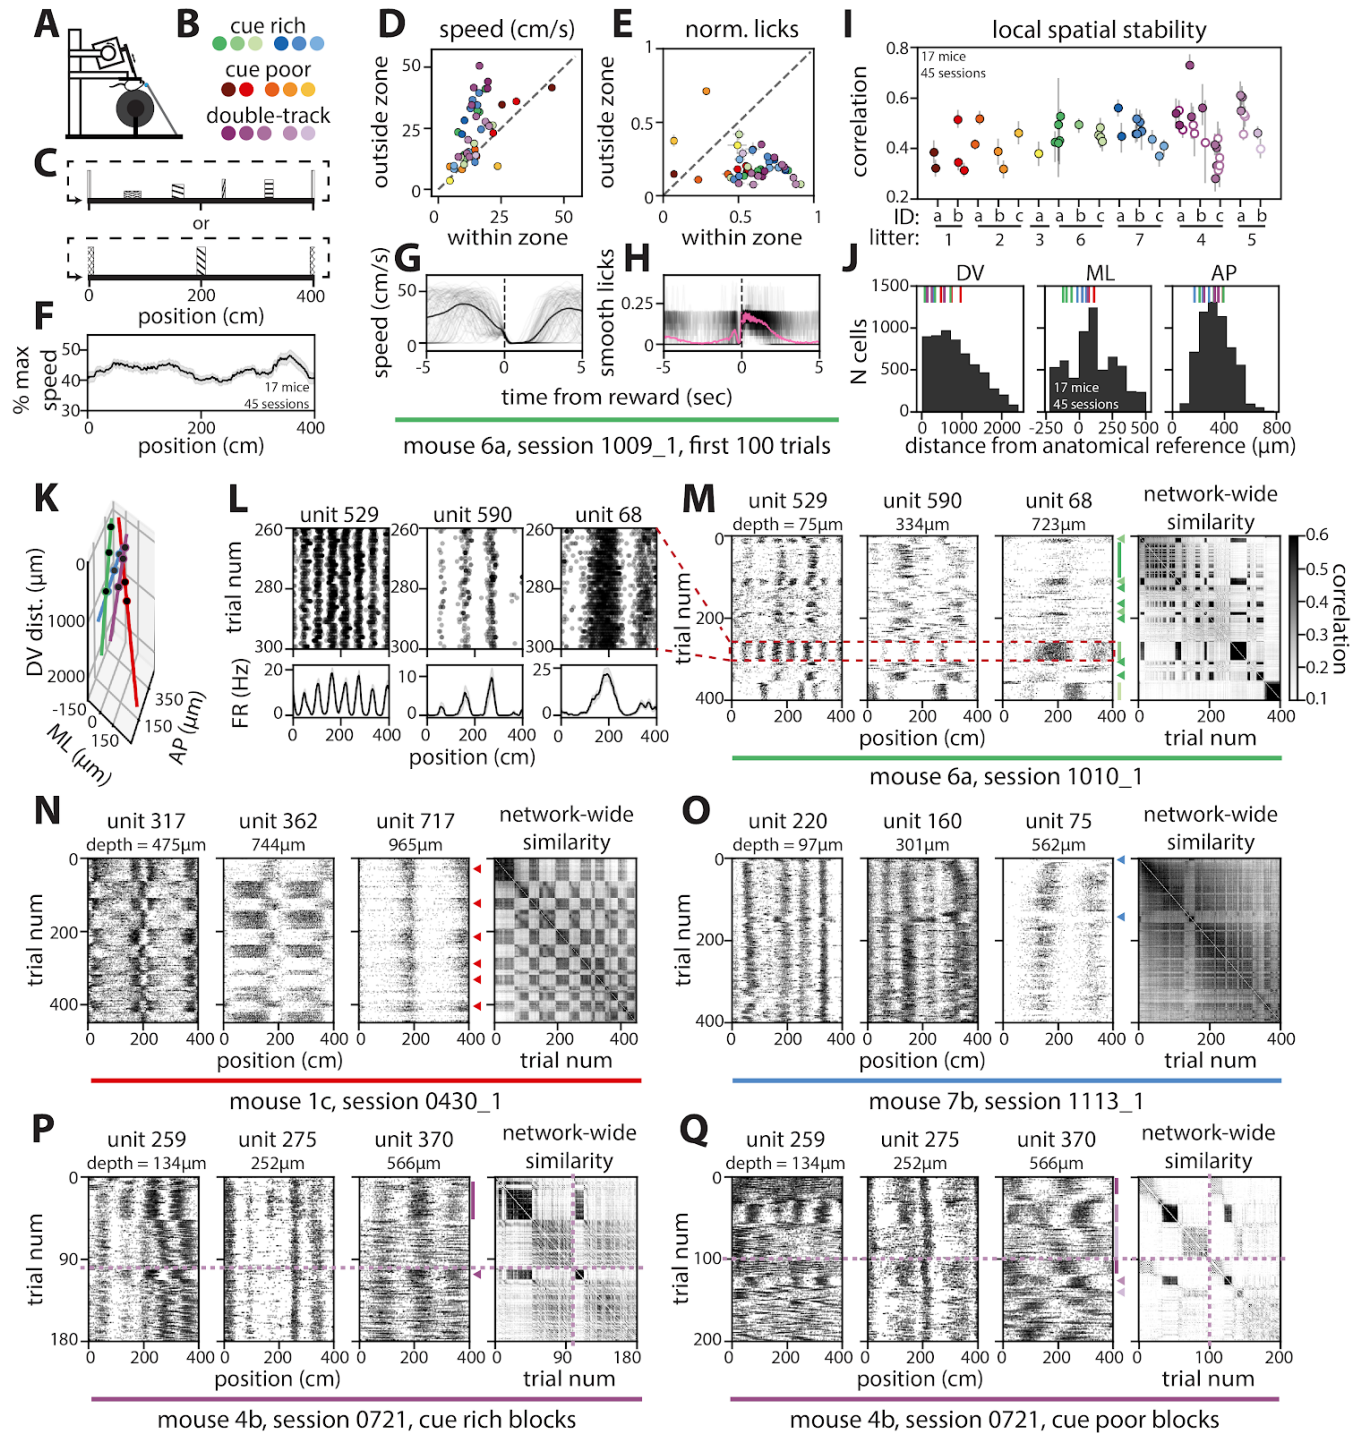 A
B
cue rich
cue poor
double-track
C
or
0
200
400
position (cm)
D
speed (cm/s)
outside zone
50
25
0
0
25
50
within zone
E
norm. licks
outside zone
1
0.5
0
0
0.5
1
within zone
F
% max
speed
50
40
30
17 mice
45 sessions
0
200
400
position (cm)
G
speed (cm/s)
50
0
-5
0
5
H
smooth licks
0.25
0
-5
0
5
time from reward (sec)
mouse 6a, session 1009_1, first 100 trials
I
local spatial stability
17 mice
45 sessions
correlation
0.8
0.6
0.4
0.2
ID: a b a b c a a b c a b c a b c a b
litter: 1 2 3 6 7 4 5
J
DV
ML
AP
N cells
1500
1000
500
0
17 mice
45 sessions
0 1000 2000
-250 0 250 500
0 400 800
distance from anatomical reference (μm)
K
DV dist. (μm)
0
1000
2000
-150
0
150
ML (μm)
350
150
AP (μm)
L
unit 529
unit 590
unit 68
trial num
260
280
300
260
280
300
260
280
300
FR (Hz)
20
10
0
12
0
25
0
0 200 400
0 200 400
0 200 400
position (cm)
M
unit 529
depth = 75μm
unit 590
334μm
unit 68
723μm
network-wide
similarity
trial num
0
200
400
0 200 400
0 200 400
0 200 400
position (cm)
0 200 400
trial num
0.6
0.5
0.4
0.3
0.2
0.1
correlation
mouse 6a, session 1010_1
N
unit 317
depth = 475μm
unit 362
744μm
unit 717
965μm
network-wide
similarity
trial num
0
200
400
0 200 400
0 200 400
0 200 400
position (cm)
0 200 400
trial num
mouse 1c, session 0430_1
O
unit 220
depth = 97μm
unit 160
301μm
unit 75
562μm
network-wide
similarity
trial num
0
200
400
0 200 400
0 200 400
0 200 400
position (cm)
0 200 400
trial num
mouse 7b, session 1113_1
P
unit 259
depth = 134μm
unit 275
252μm
unit 370
566μm
network-wide
similarity
trial num
0
90
180
0 200 400
0 200 400
0 200 400
position (cm)
0 90 180
trial num
mouse 4b, session 0721, cue rich blocks
Q
unit 259
depth = 134μm
unit 275
252μm
unit 370
566μm
network-wide
similarity
trial num
0
100
200
0 200 400
0 200 400
0 200 400
position (cm)
0 100 200
trial num
mouse 4b, session 0721, cue poor blocks